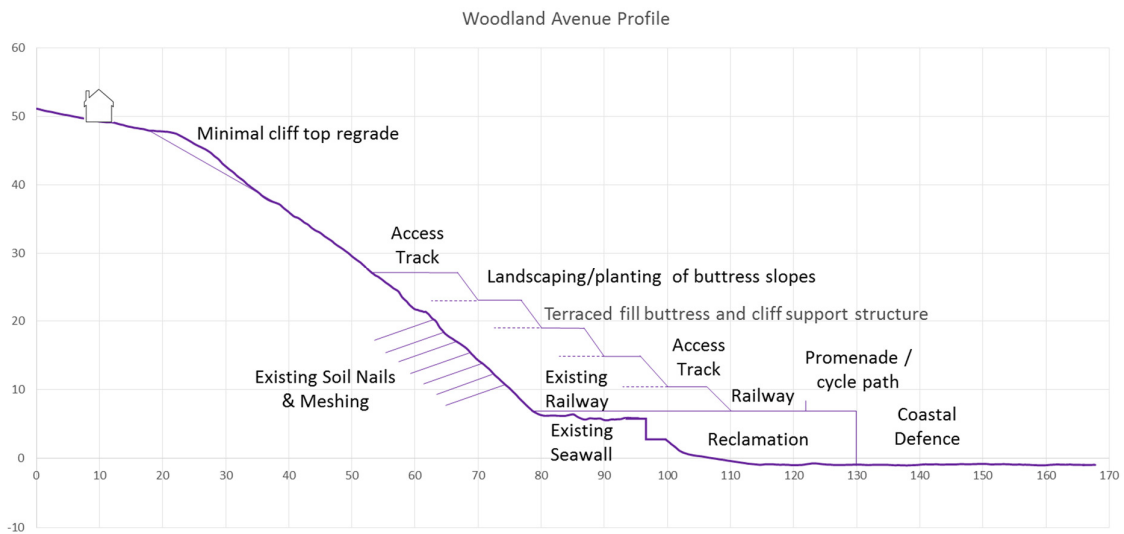 Woodland Avenue Profile
60
50
Minimal cliff top regrade
40
Access
Track
30
Landscaping/planting of buttress slopes
Terraced fill buttress and cliff support structure
20
Access
Track
Promenade /
cycle path
Existing Soil Nails
& Meshing
Existing
Railway
Railway
10
Coastal
Defence
Existing
Seawall
Reclamation
0
0 10 20 30 40 50 60 70 80 90 100 110 120 130 140 150 160 170
-10